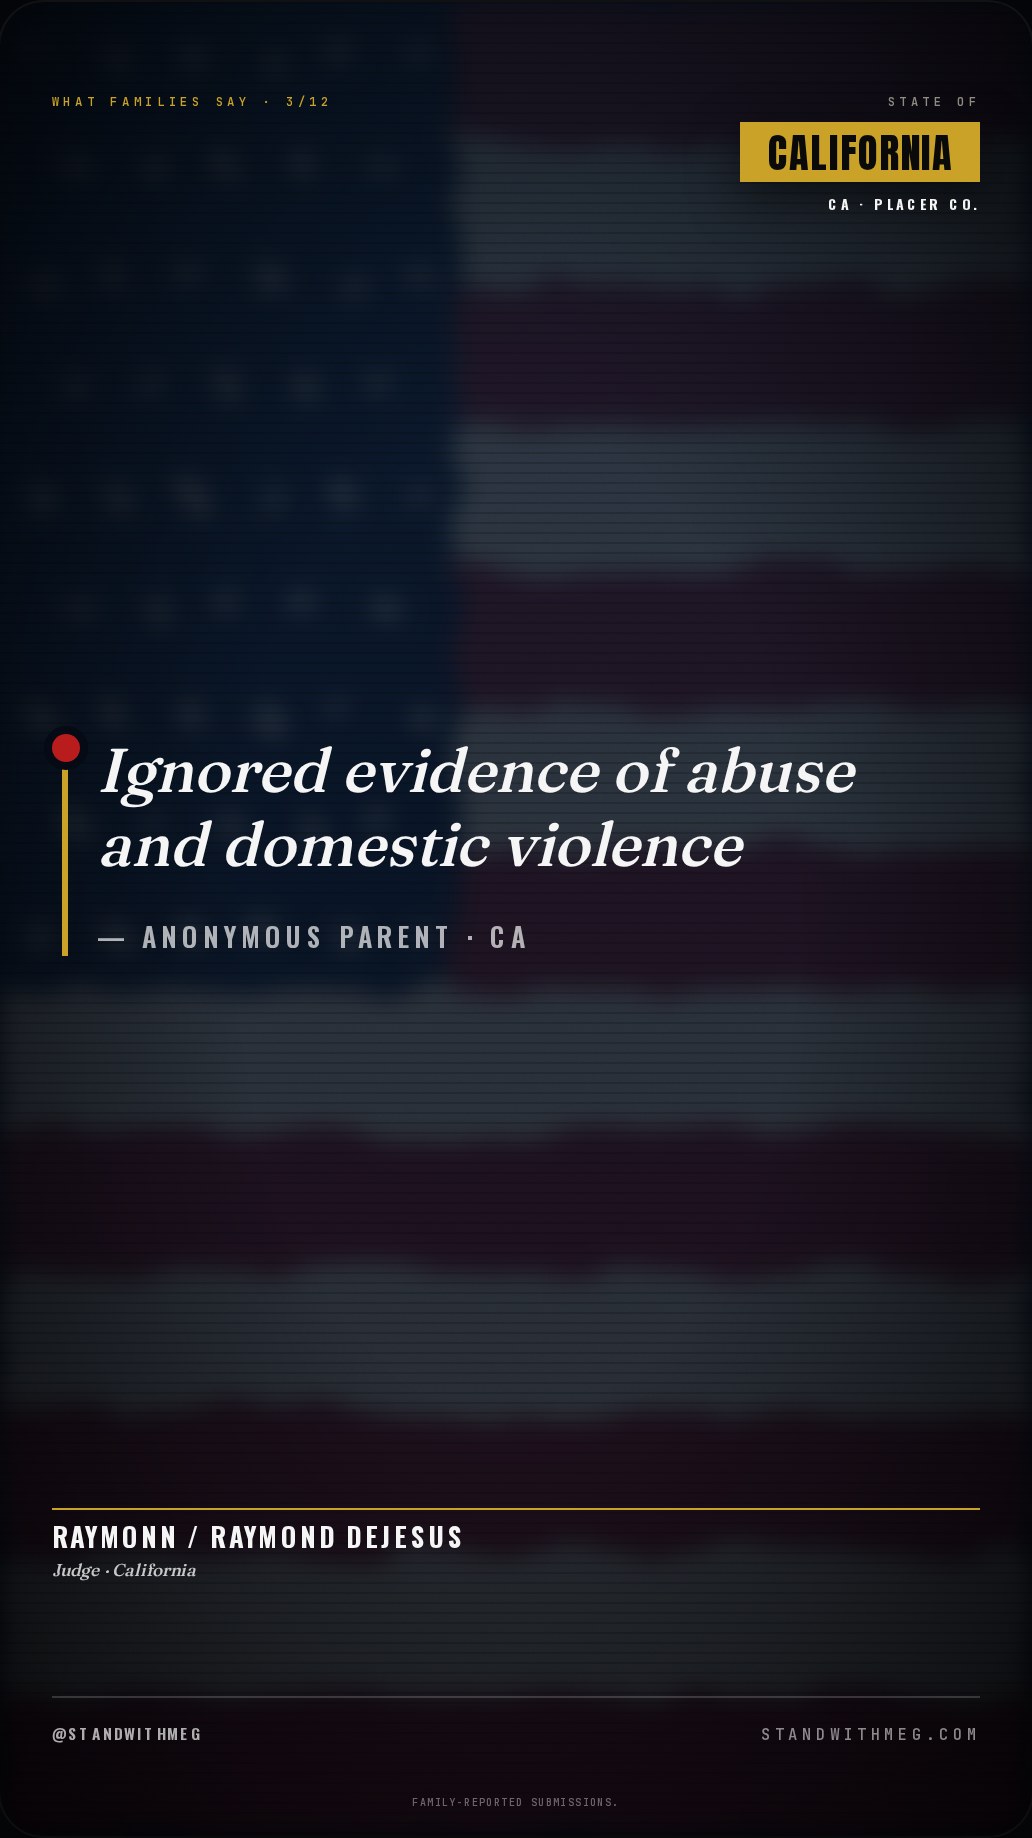 WHAT FAMILIES SAY · 3/12
STATE OF
CALIFORNIA
CA · PLACER CO.
Ignored evidence of abuse
and domestic violence
— ANONYMOUS PARENT · CA
RAYMONN / RAYMOND DEJESUS
Judge · California
@STANDWITHMEG
STANDWITHMEG.COM
FAMILY-REPORTED SUBMISSIONS.